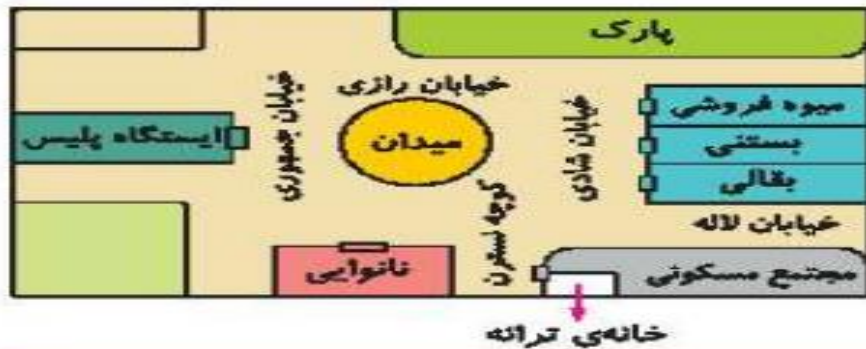 پارک
خیابان رازی
خیابان جمهوری
خیابان شادی
میوه فروشی
ایستگاه پلیس
میدان
بستنی
بقالی
کوچه نسترن
خیابان لاله
نانوایی
مجتمع مسکونی
خانه‌ی ترانه